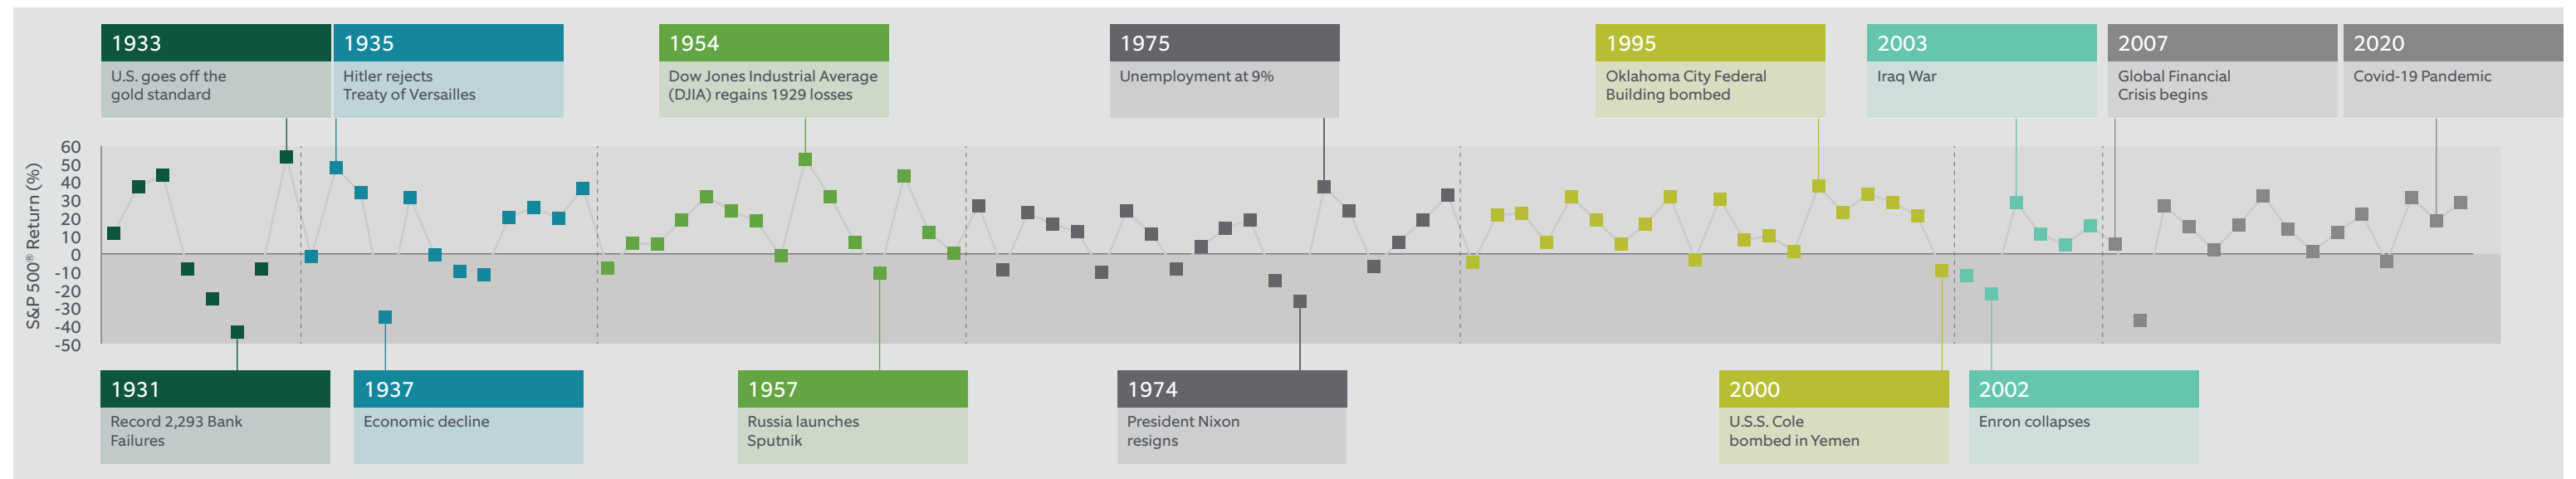 1933
U.S. goes off the
gold standard
1935
Hitler rejects
Treaty of Versailles
1954
Dow Jones Industrial Average
(DJIA) regains 1929 losses
1975
Unemployment at 9%
1995
Oklahoma City Federal
Building bombed
2003
Iraq War
2007
Global Financial
Crisis begins
2020
Covid-19 Pandemic
S&P 500® Return (%)
60
50
40
30
20
10
0
-10
-20
-30
-40
-50
1931
Record 2,293 Bank
Failures
1937
Economic decline
1957
Russia launches
Sputnik
1974
President Nixon
resigns
2000
U.S.S. Cole
bombed in Yemen
2002
Enron collapses